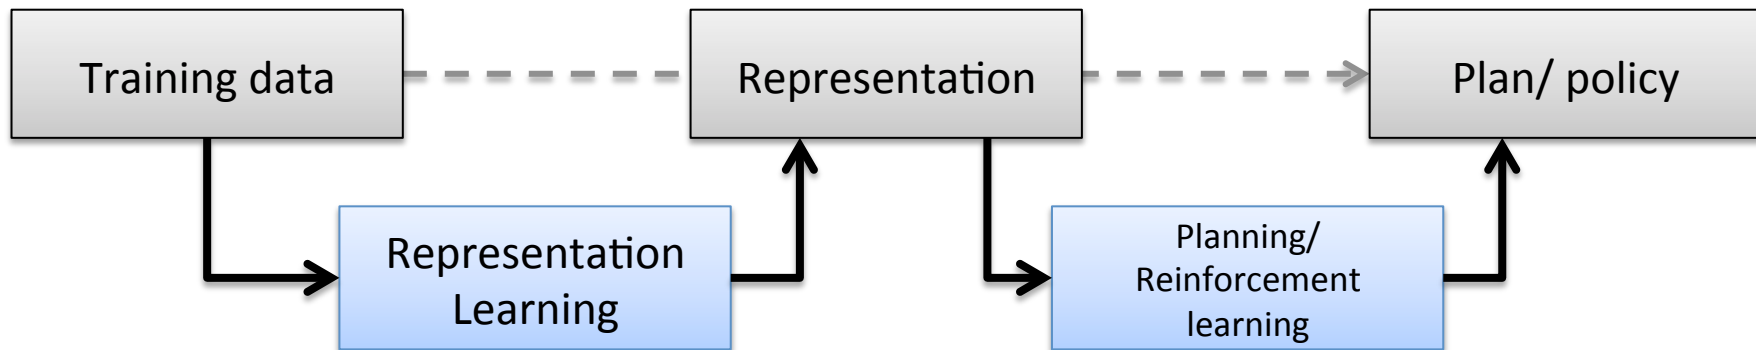 Training data
Representation
Plan/ policy
Representation
Learning
Planning/
Reinforcement
learning